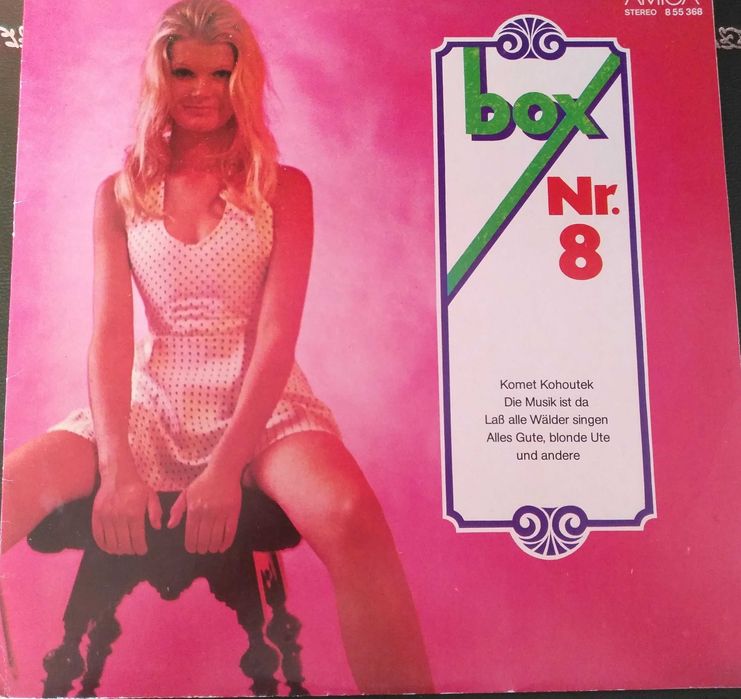 AMIGA
STEREO 8 55 368
box
Nr.
8
Komet Kohoutek
Die Musik ist da
Laß alle Wälder singen
Alles Gute, blonde Ute
und andere